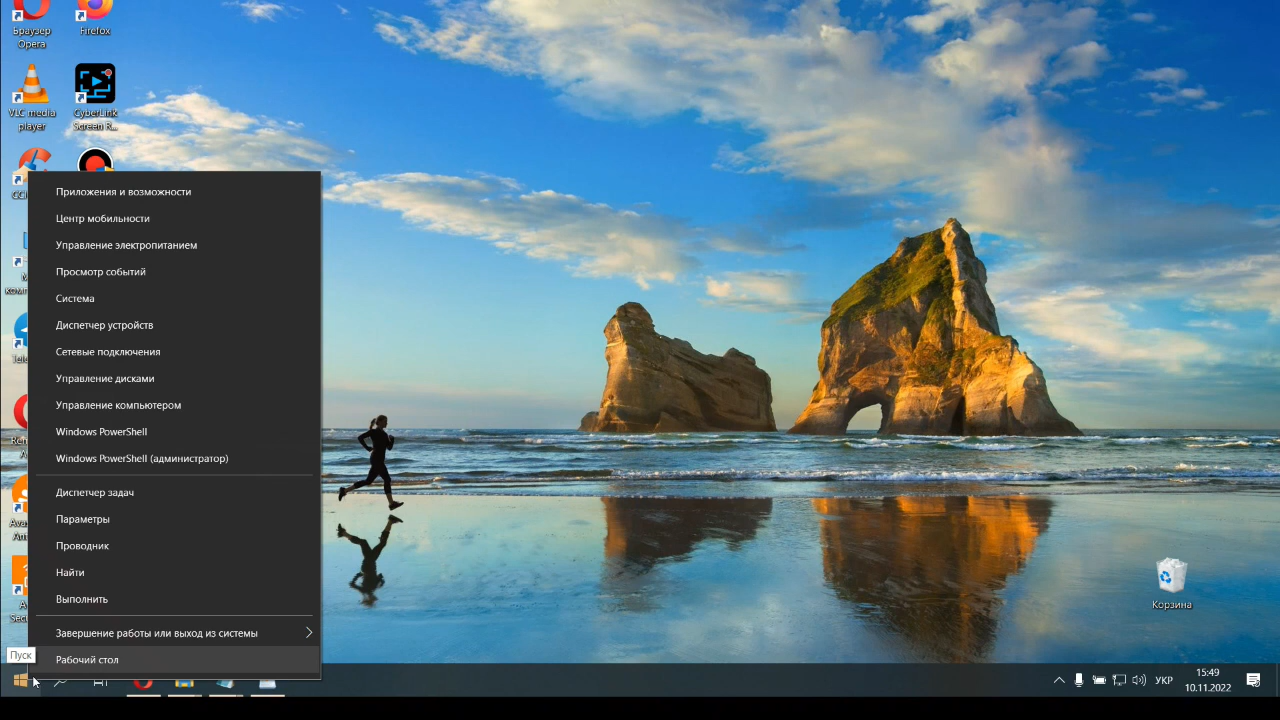 Браузер
Opera
Firefox
VLC media
player
CyberLink
Screen R...
Приложения и возможности
Центр мобильности
Управление электропитанием
Просмотр событий
Система
Диспетчер устройств
Сетевые подключения
Управление дисками
Управление компьютером
Windows PowerShell
Windows PowerShell (администратор)
Диспетчер задач
Параметры
Проводник
Найти
Выполнить
Завершение работы или выход из системы
Рабочий стол
Пуск
Корзина
УКР
15:49
10.11.2022